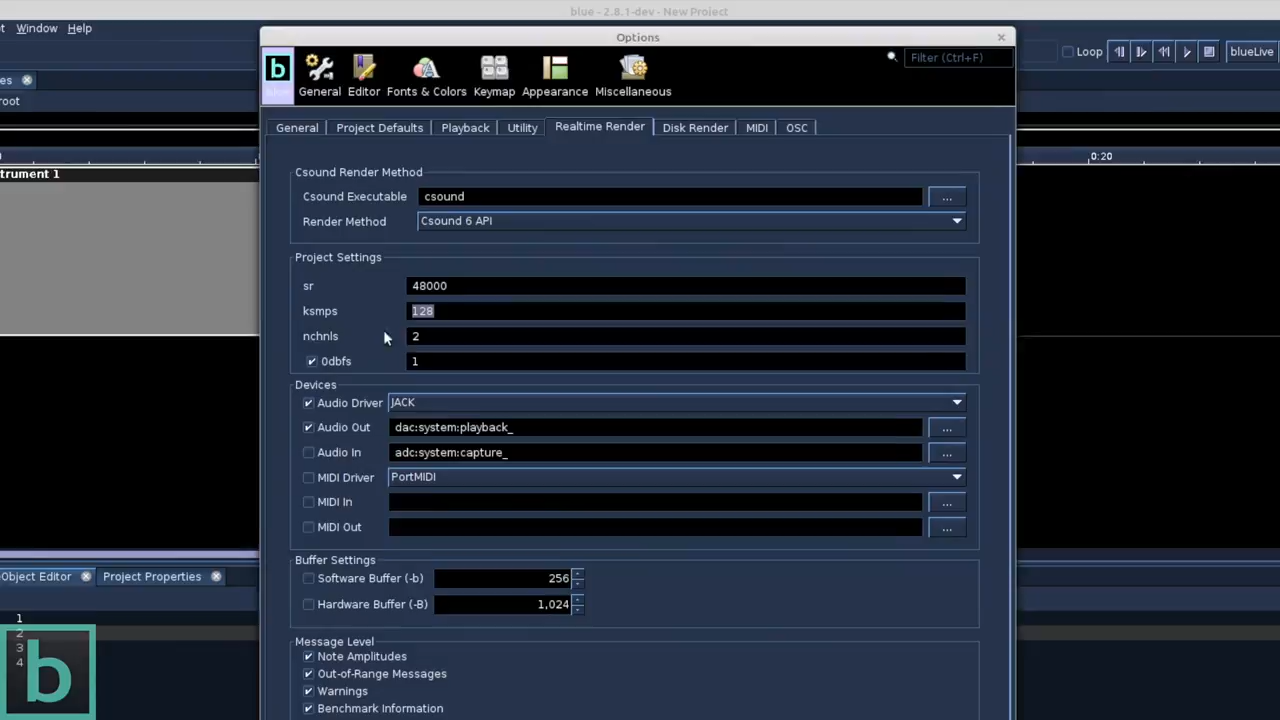 blue - 2.8.1-dev - New Project
Window Help
Options
Loop
blueLive
Filter (Ctrl+F)
b
General
Editor
Fonts & Colors
Keymap
Appearance
Miscellaneous
root
General
Project Defaults
Playback
Utility
Realtime Render
Disk Render
MIDI
OSC
0:20
trument 1
Csound Render Method
Csound Executable csound ...
Render Method Csound 6 API
Project Settings
sr 48000
ksmps 128
nchnls 2
0dbfs 1
Devices
Audio Driver JACK
Audio Out dac:system:playback_ ...
Audio In adc:system:capture_ ...
MIDI Driver PortMIDI
MIDI In ...
MIDI Out ...
Buffer Settings
Software Buffer (-b) 256
Hardware Buffer (-B) 1,024
Object Editor
Project Properties
1
2
3
4
b
Message Level
Note Amplitudes
Out-of-Range Messages
Warnings
Benchmark Information